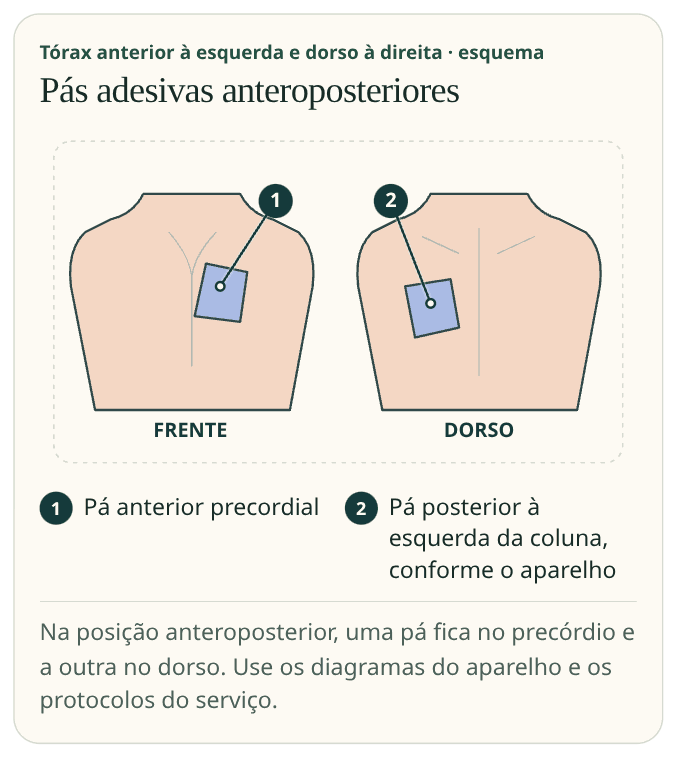 Tórax anterior à esquerda e dorso à direita · esquema
Pás adesivas anteroposteriores
1
2
FRENTE
DORSO
1 Pá anterior precordial
2 Pá posterior à
esquerda da coluna,
conforme o aparelho
Na posição anteroposterior, uma pá fica no precórdio e
a outra no dorso. Use os diagramas do aparelho e os
protocolos do serviço.